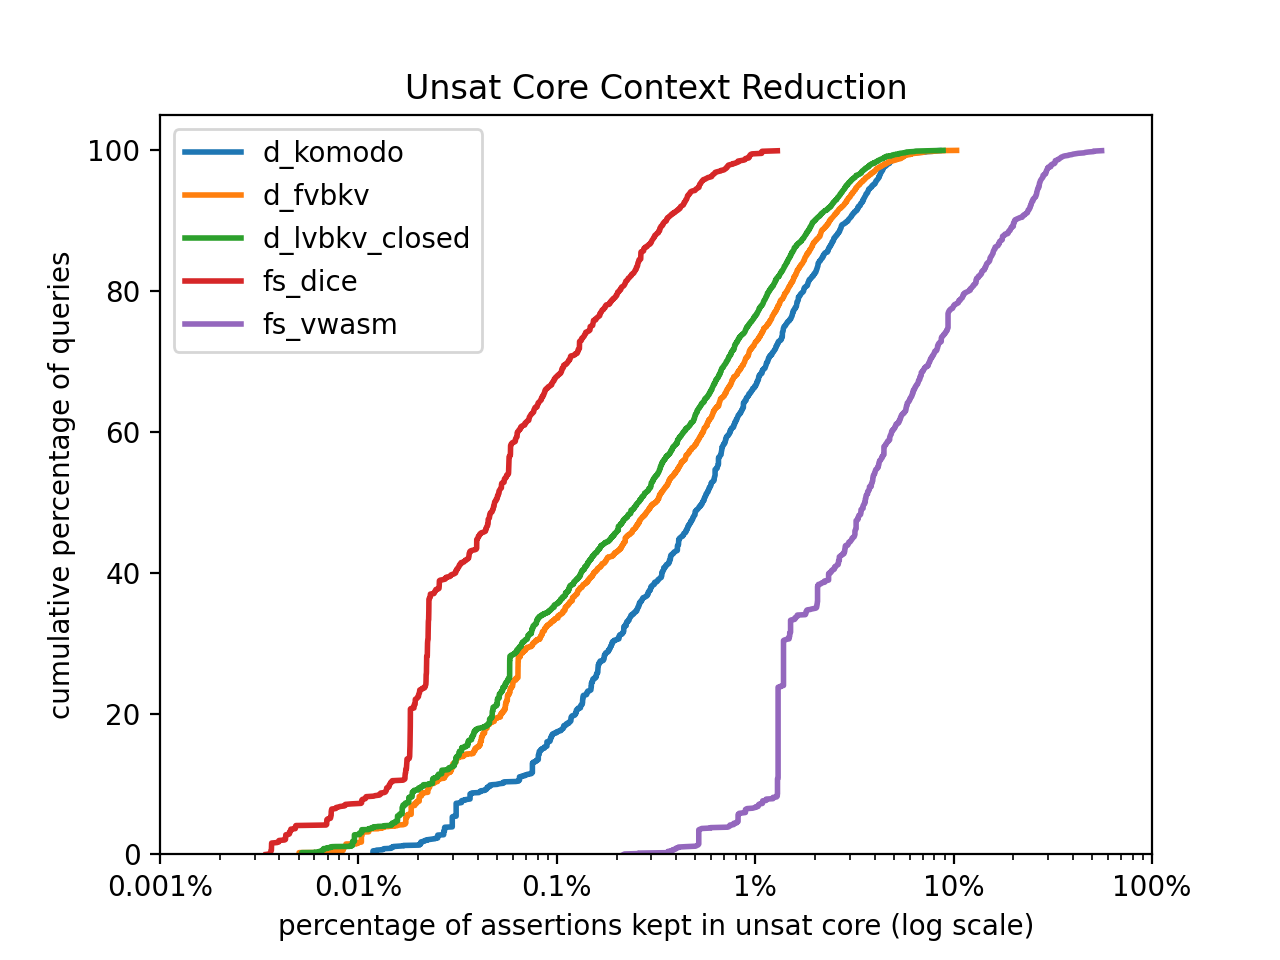 Unsat Core Context Reduction
d_komodo
d_fvbkv
d_lvbkv_closed
fs_dice
fs_vwasm
cumulative percentage of queries
100
80
60
40
20
0
0.001% 0.01% 0.1% 1% 10% 100%
percentage of assertions kept in unsat core (log scale)